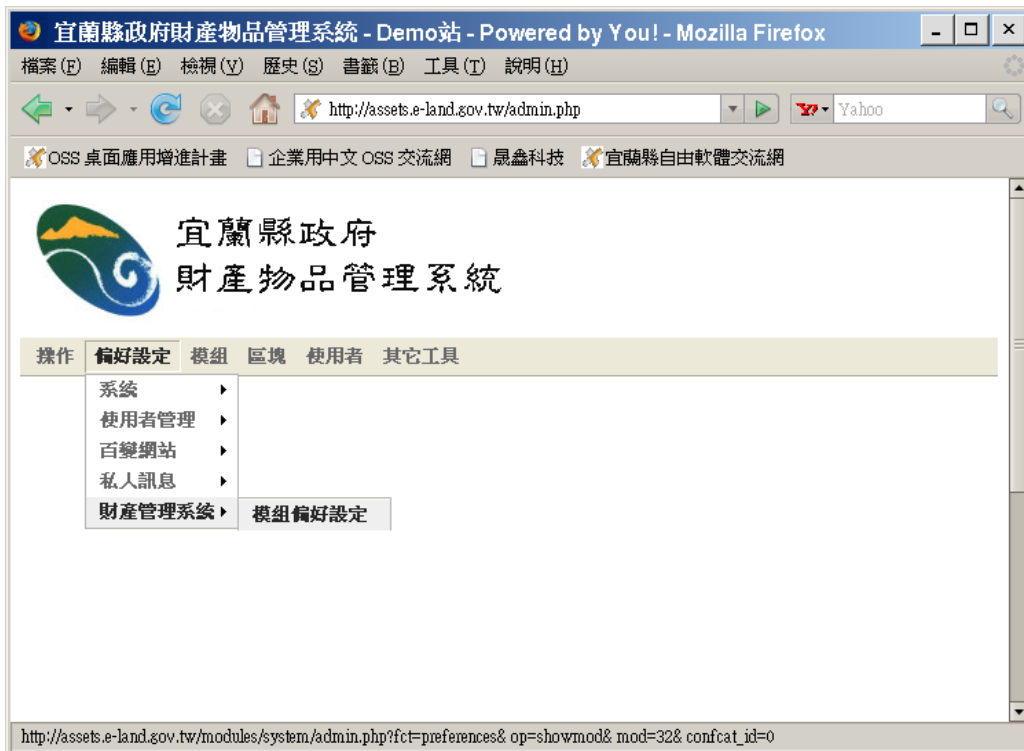 宜蘭縣政府財產物品管理系統 - Demo站 - Powered by You! - Mozilla Firefox
檔案(F) 編輯(E) 檢視(V) 歷史(S) 書籤(B) 工具(T) 說明(H)
http://assets.e-land.gov.tw/admin.php Yahoo
OSS 桌面應用增進計畫 企業用中文 OSS 交流網 晟鑫科技 宜蘭縣自由軟體交流網
宜蘭縣政府
財產物品管理系統
操作 偏好設定 模組 區塊 使用者 其它工具
系統
使用者管理
百變網站
私人訊息
財產管理系統 模組偏好設定
http://assets.e-land.gov.tw/modules/system/admin.php?fct=preferences& op=showmod& mod=32& confcat_id=0